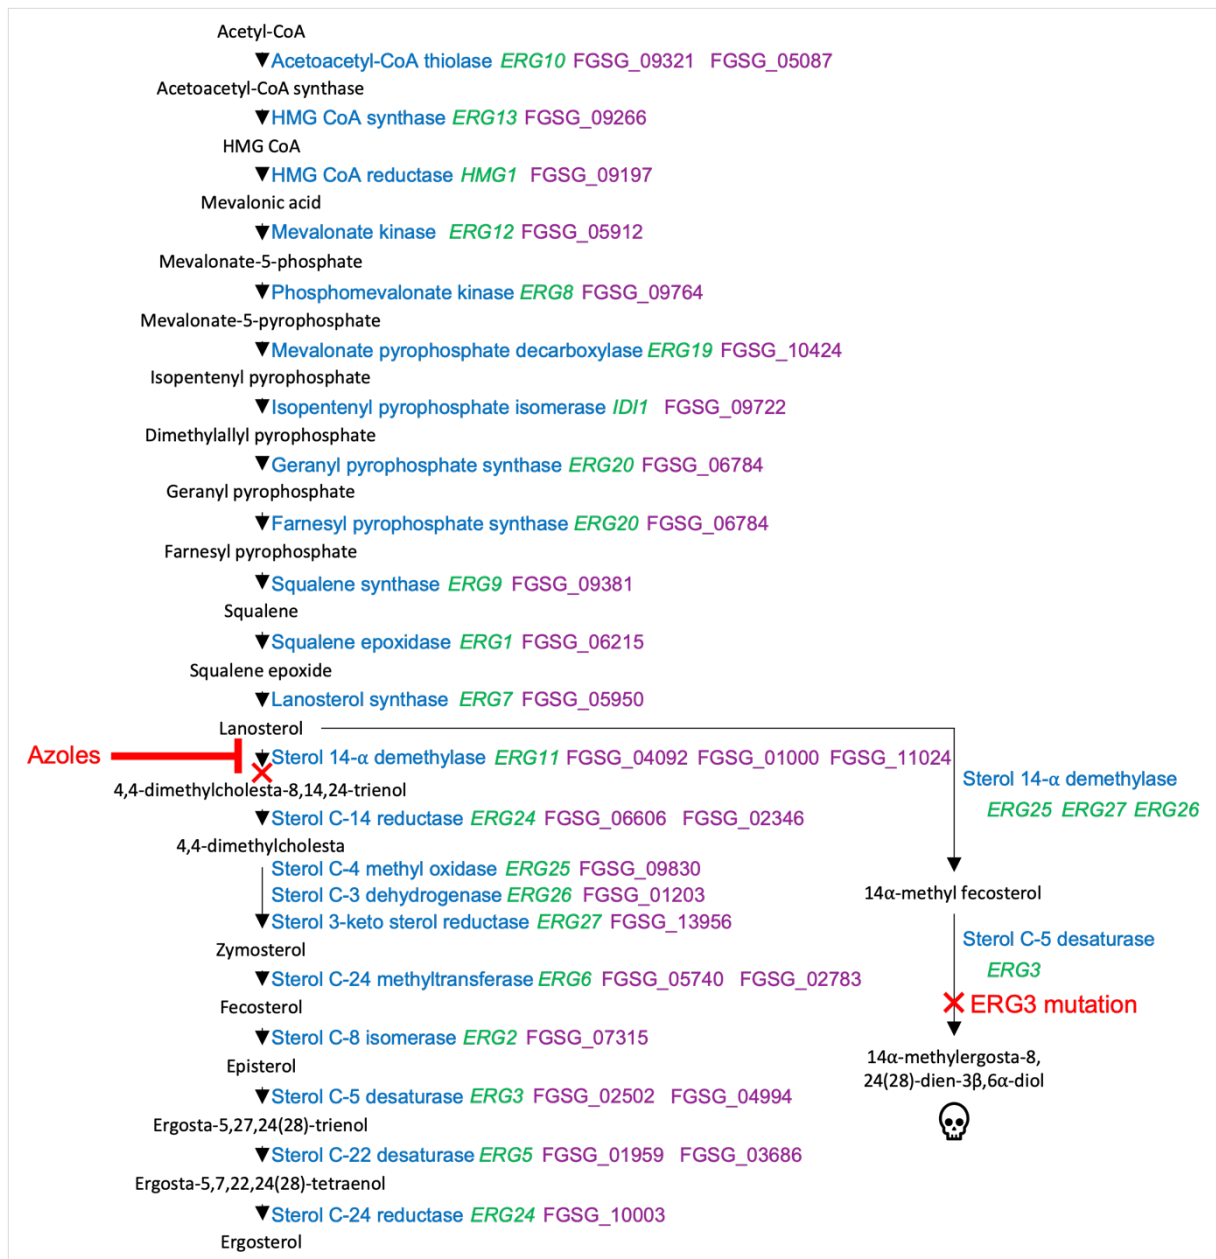 Acetyl-CoA
Acetoacetyl-CoA thiolase ERG10 FGSG_09321 FGSG_05087
Acetoacetyl-CoA synthase
HMG CoA synthase ERG13 FGSG_09266
HMG CoA
HMG CoA reductase HMG1 FGSG_09197
Mevalonic acid
Mevalonate kinase ERG12 FGSG_05912
Mevalonate-5-phosphate
Phosphomevalonate kinase ERG8 FGSG_09764
Mevalonate-5-pyrophosphate
Mevalonate pyrophosphate decarboxylase ERG19 FGSG_10424
Isopentenyl pyrophosphate
Isopentenyl pyrophosphate isomerase IDI1 FGSG_09722
Dimethylallyl pyrophosphate
Geranyl pyrophosphate synthase ERG20 FGSG_06784
Geranyl pyrophosphate
Farnesyl pyrophosphate synthase ERG20 FGSG_06784
Farnesyl pyrophosphate
Squalene synthase ERG9 FGSG_09381
Squalene
Squalene epoxidase ERG1 FGSG_06215
Squalene epoxide
Lanosterol synthase ERG7 FGSG_05950
Lanosterol
Azoles
Sterol 14-α demethylase ERG11 FGSG_04092 FGSG_01000 FGSG_11024
4,4-dimethylcholesta-8,14,24-trienol
Sterol C-14 reductase ERG24 FGSG_06606 FGSG_02346
4,4-dimethylcholesta
Sterol C-4 methyl oxidase ERG25 FGSG_09830
Sterol C-3 dehydrogenase ERG26 FGSG_01203
Sterol 3-keto sterol reductase ERG27 FGSG_13956
Zymosterol
Sterol C-24 methyltransferase ERG6 FGSG_05740 FGSG_02783
Fecosterol
Sterol C-8 isomerase ERG2 FGSG_07315
Episterol
Sterol C-5 desaturase ERG3 FGSG_02502 FGSG_04994
Ergosta-5,27,24(28)-trienol
Sterol C-22 desaturase ERG5 FGSG_01959 FGSG_03686
Ergosta-5,7,22,24(28)-tetraenol
Sterol C-24 reductase ERG24 FGSG_10003
Ergosterol
Sterol 14-α demethylase
ERG25 ERG27 ERG26
14α-methyl fecosterol
Sterol C-5 desaturase
ERG3
ERG3 mutation
14α-methylergosta-8,
24(28)-dien-3β,6α-diol